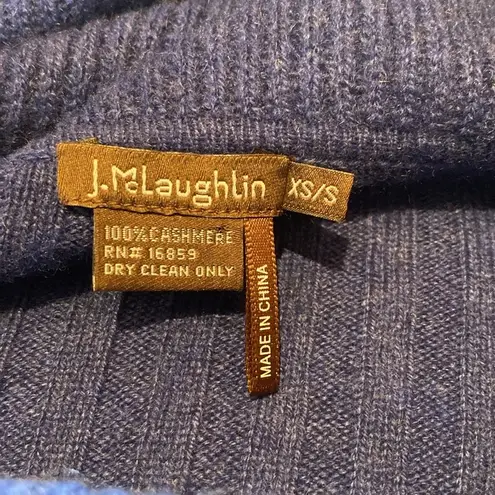 J.McLaughlin
XS/S
100%CASHMERE
RN# 16859
DRY CLEAN ONLY
MADE IN CHINA